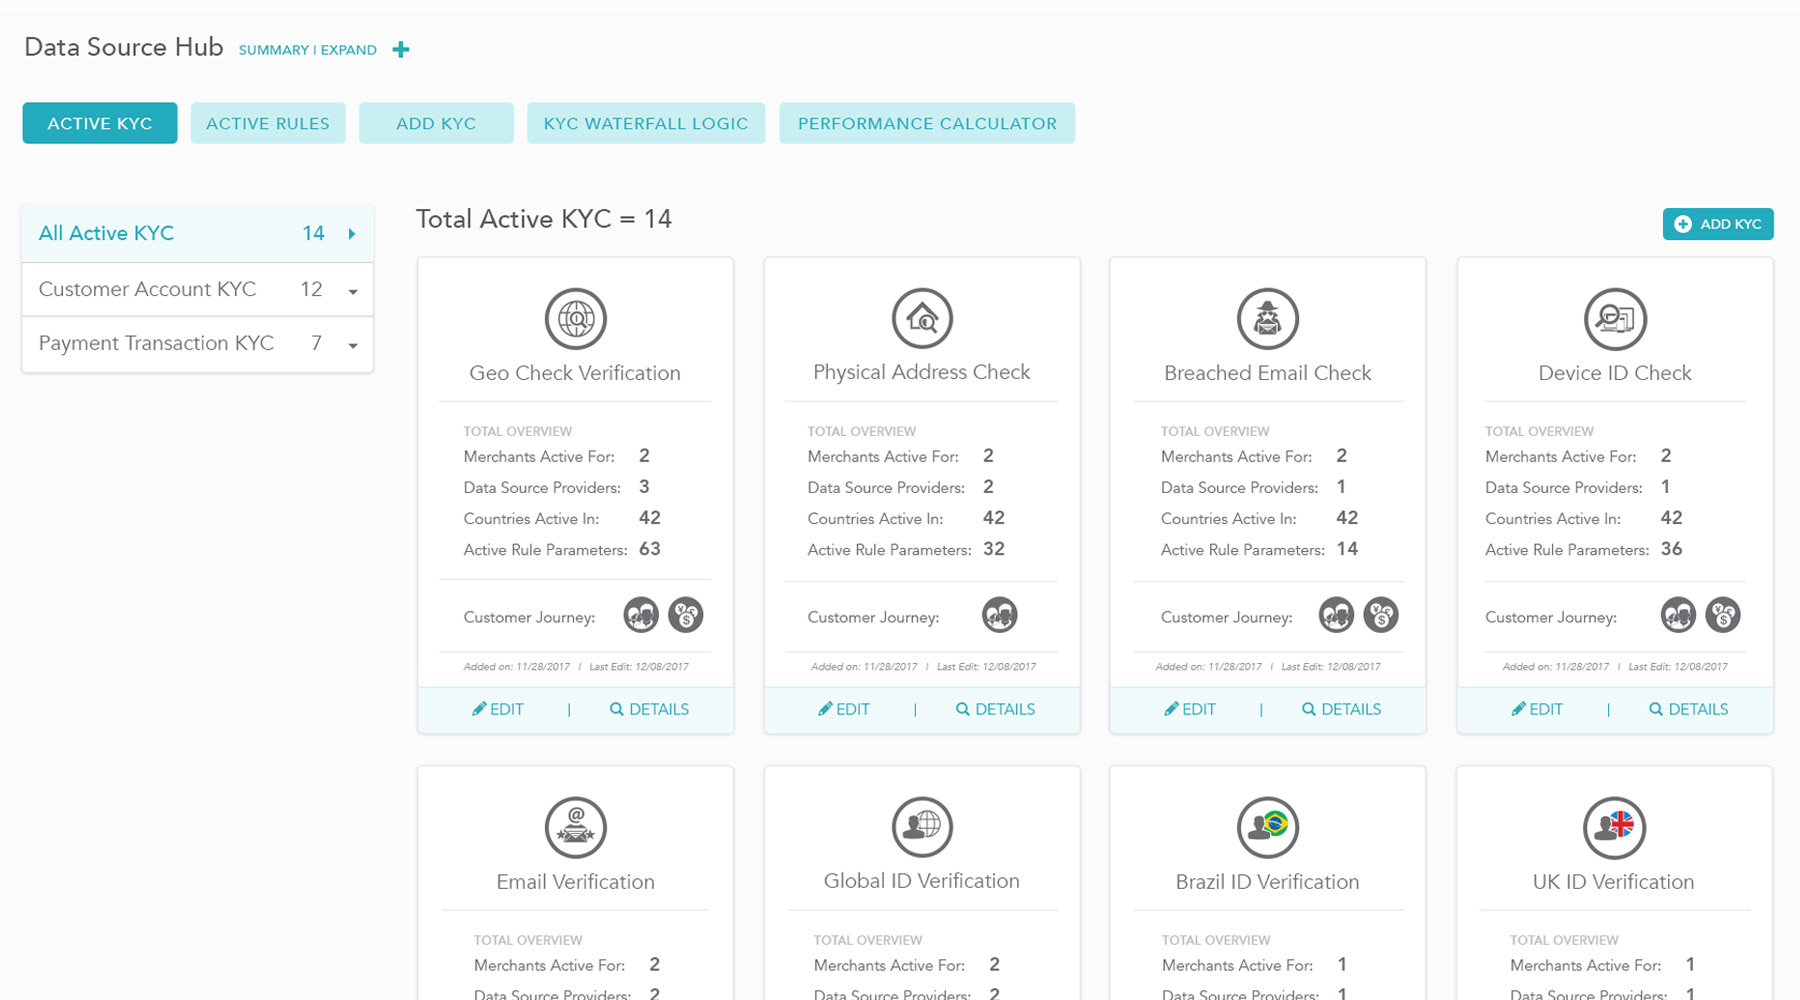 Data Source Hub SUMMARY | EXPAND
ACTIVE KYC ACTIVE RULES ADD KYC KYC WATERFALL LOGIC PERFORMANCE CALCULATOR
All Active KYC 14
Customer Account KYC 12
Payment Transaction KYC 7
Total Active KYC = 14
ADD KYC
Geo Check Verification
TOTAL OVERVIEW
Merchants Active For: 2
Data Source Providers: 3
Countries Active In: 42
Active Rule Parameters: 63
Customer Journey:
Added on: 11/28/2017 | Last Edit: 12/08/2017
EDIT | DETAILS
Physical Address Check
TOTAL OVERVIEW
Merchants Active For: 2
Data Source Providers: 2
Countries Active In: 42
Active Rule Parameters: 32
Customer Journey:
Added on: 11/28/2017 | Last Edit: 12/08/2017
EDIT | DETAILS
Breached Email Check
TOTAL OVERVIEW
Merchants Active For: 2
Data Source Providers: 1
Countries Active In: 42
Active Rule Parameters: 14
Customer Journey:
Added on: 11/28/2017 | Last Edit: 12/08/2017
EDIT | DETAILS
Device ID Check
TOTAL OVERVIEW
Merchants Active For: 2
Data Source Providers: 1
Countries Active In: 42
Active Rule Parameters: 36
Customer Journey:
Added on: 11/28/2017 | Last Edit: 12/08/2017
EDIT | DETAILS
Email Verification
TOTAL OVERVIEW
Merchants Active For: 2
Data Source Providers: 2
Global ID Verification
TOTAL OVERVIEW
Merchants Active For: 2
Data Source Providers: 2
Brazil ID Verification
TOTAL OVERVIEW
Merchants Active For: 1
Data Source Providers: 1
UK ID Verification
TOTAL OVERVIEW
Merchants Active For: 1
Data Source Providers: 1